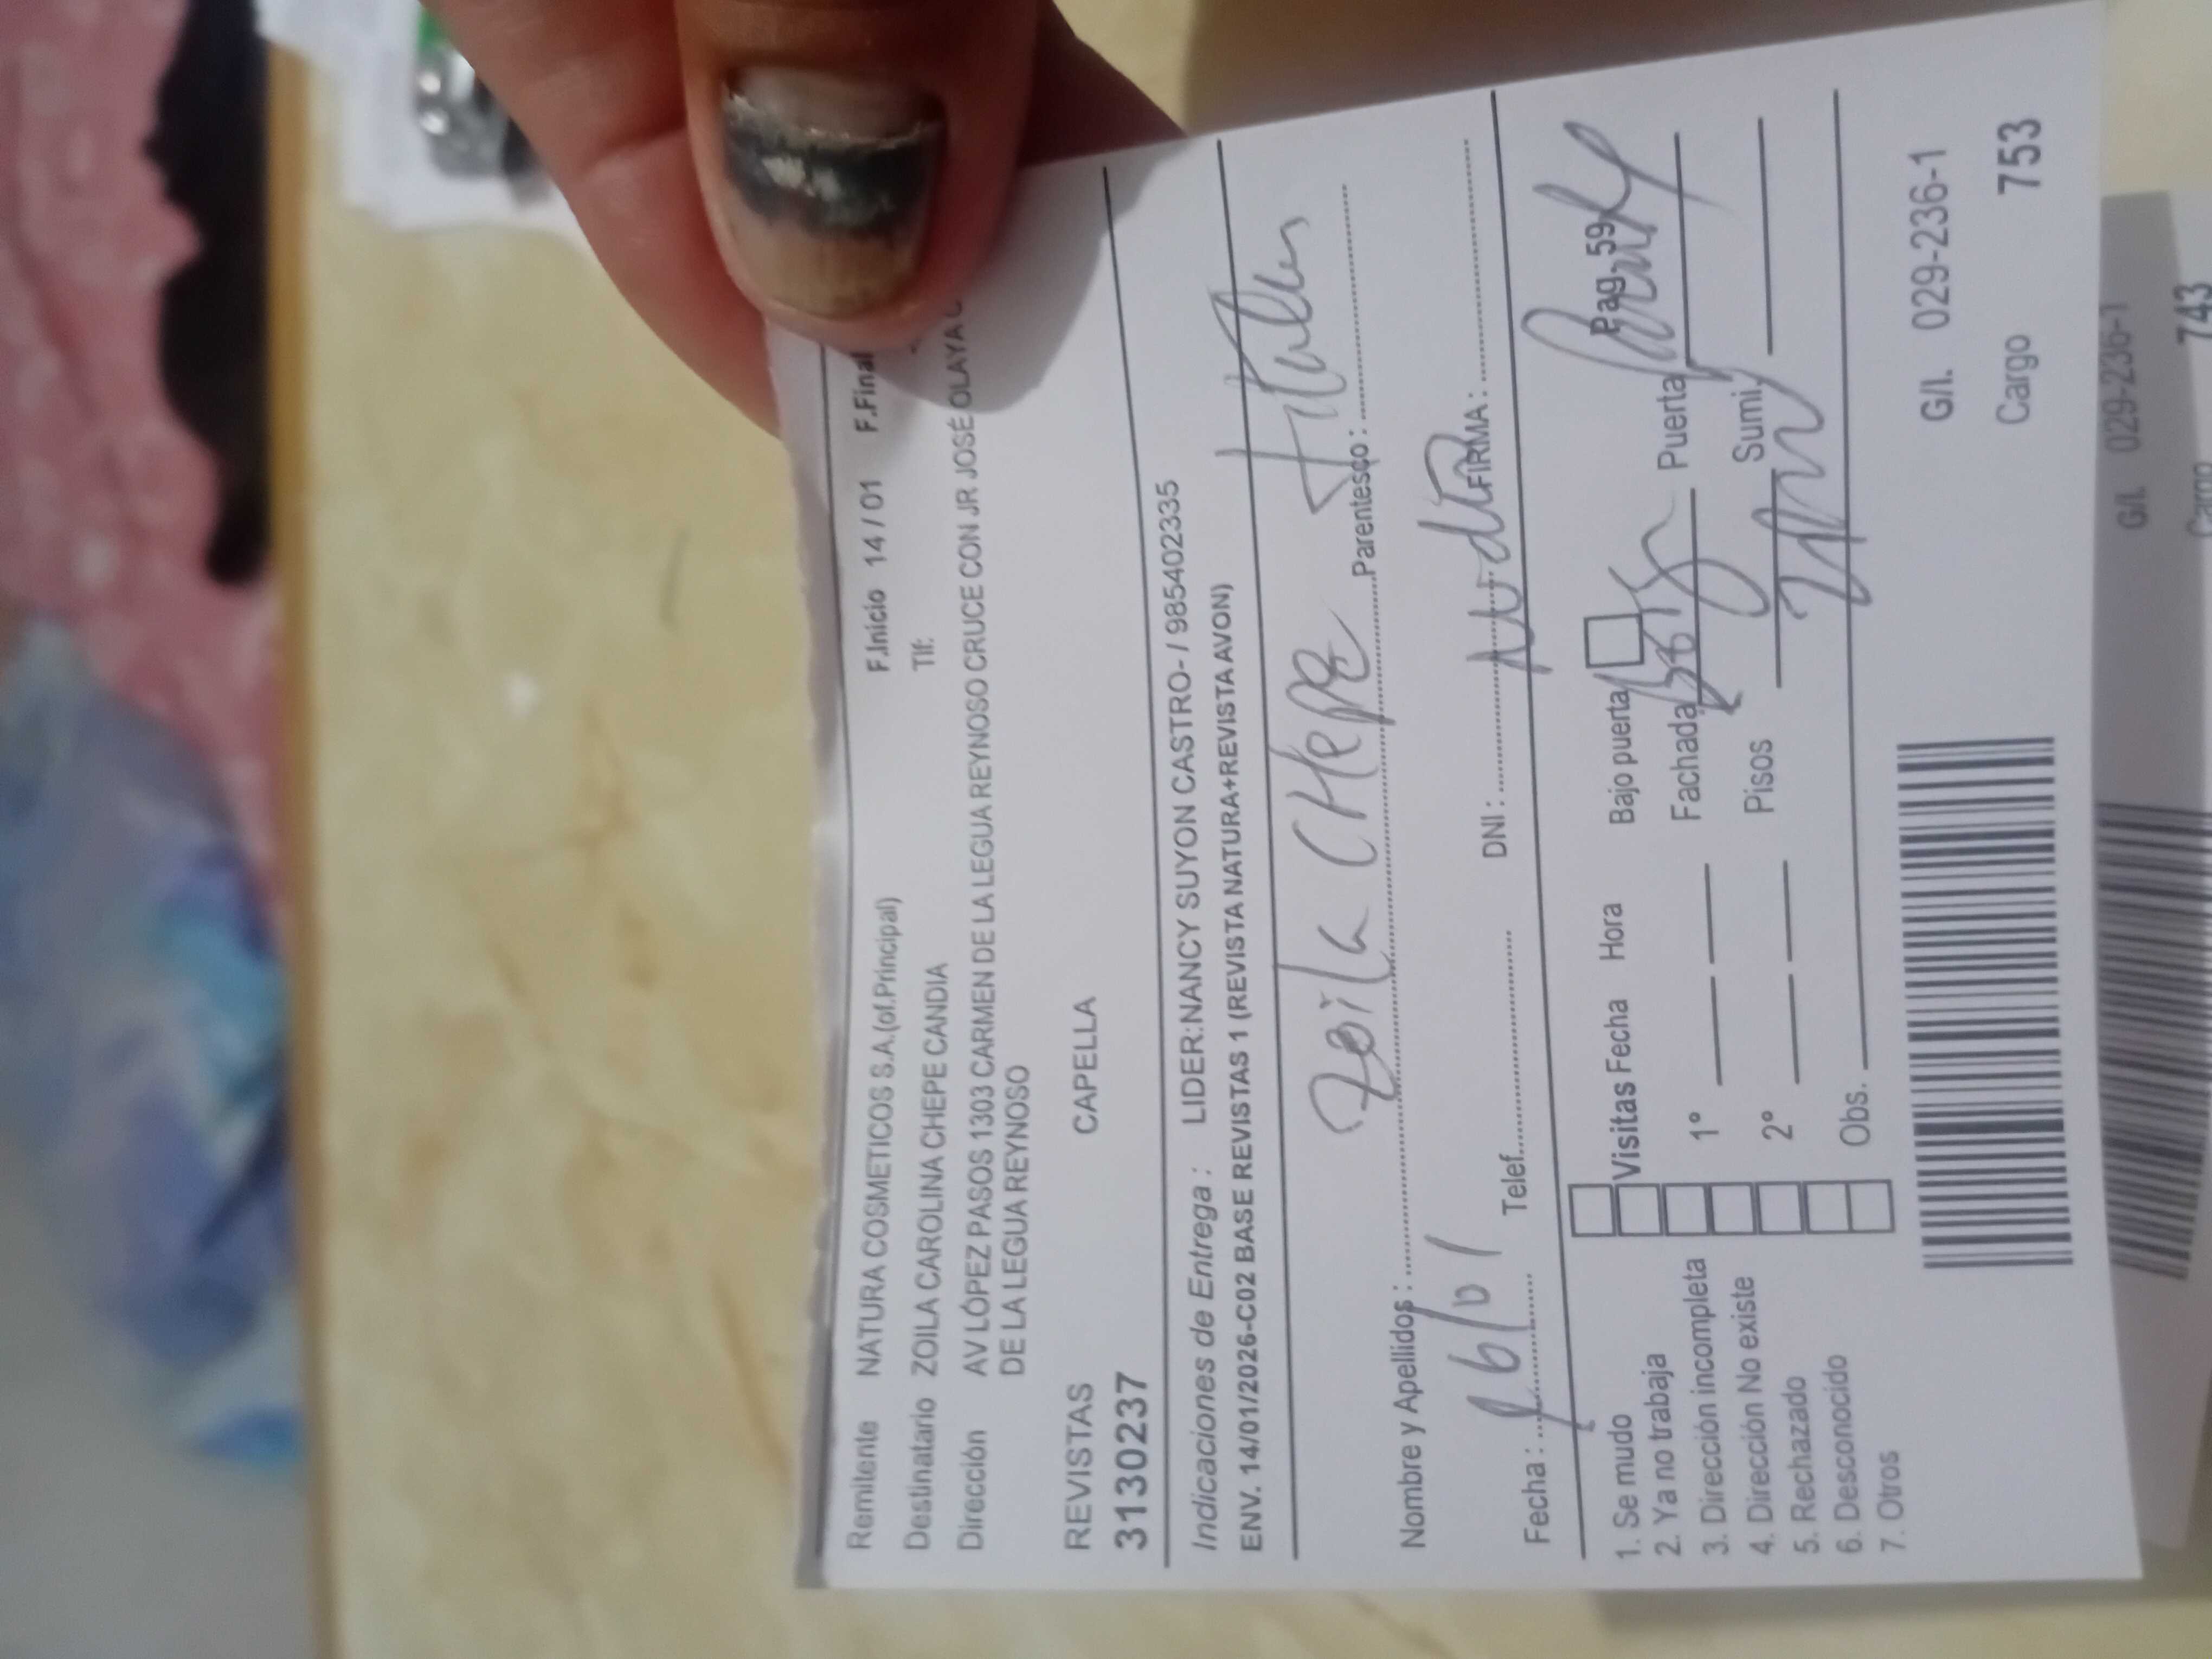 F.Inicio 14 / 01 F.Final
Remitente NATURA COSMETICOS S.A.(of.Principal) Tlf:
Destinatario ZOILA CAROLINA CHEPE CANDIA
Dirección AV LÓPEZ PASOS 1303 CARMEN DE LA LEGUA REYNOSO CRUCE CON JR JOSÉ OLAYA
DE LA LEGUA REYNOSO
REVISTAS CAPELLA
3130237
Indicaciones de Entrega : LIDER:NANCY SUYON CASTRO- / 985402335
ENV. 14/01/2026-C02 BASE REVISTAS 1 (REVISTA NATURA+REVISTA AVON)
Zoila CHepe
Nombre y Apellidos : Parentesco :
Fecha : 16/01 Telef. DNI : FIRMA :
Pag. 59
1. Se mudo Visitas Fecha Hora Bajo puerta
2. Ya no trabaja 1° Fachada Puerta
3. Dirección incompleta
4. Dirección No existe 2° Pisos Sumi.
5. Rechazado
6. Desconocido Obs.
7. Otros
G/I. 029-236-1
Cargo 753
G/I. 029-236-1
Cargo 743